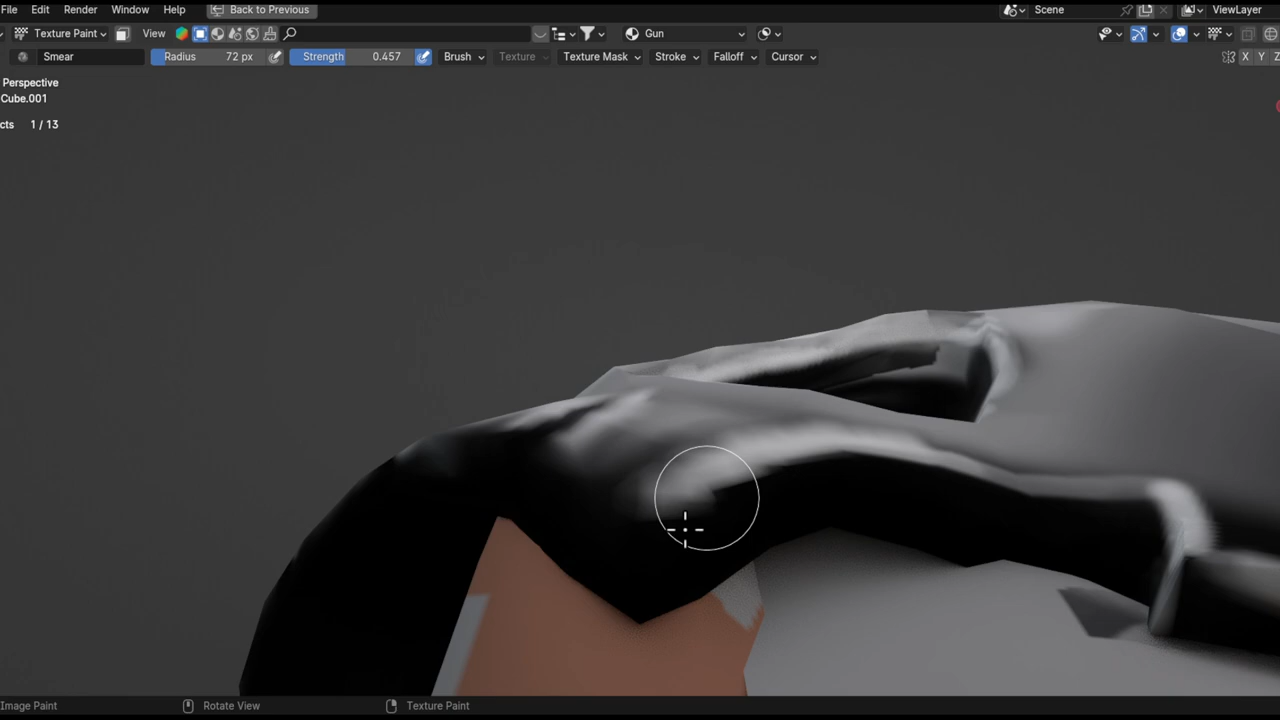 File Edit Render Window Help Back to Previous Scene ViewLayer
Texture Paint View Gun
Smear Radius 72 px Strength 0.457 Brush Texture Texture Mask Stroke Falloff Cursor X Y Z
Perspective
Cube.001
cts 1 / 13
Image Paint Rotate View Texture Paint